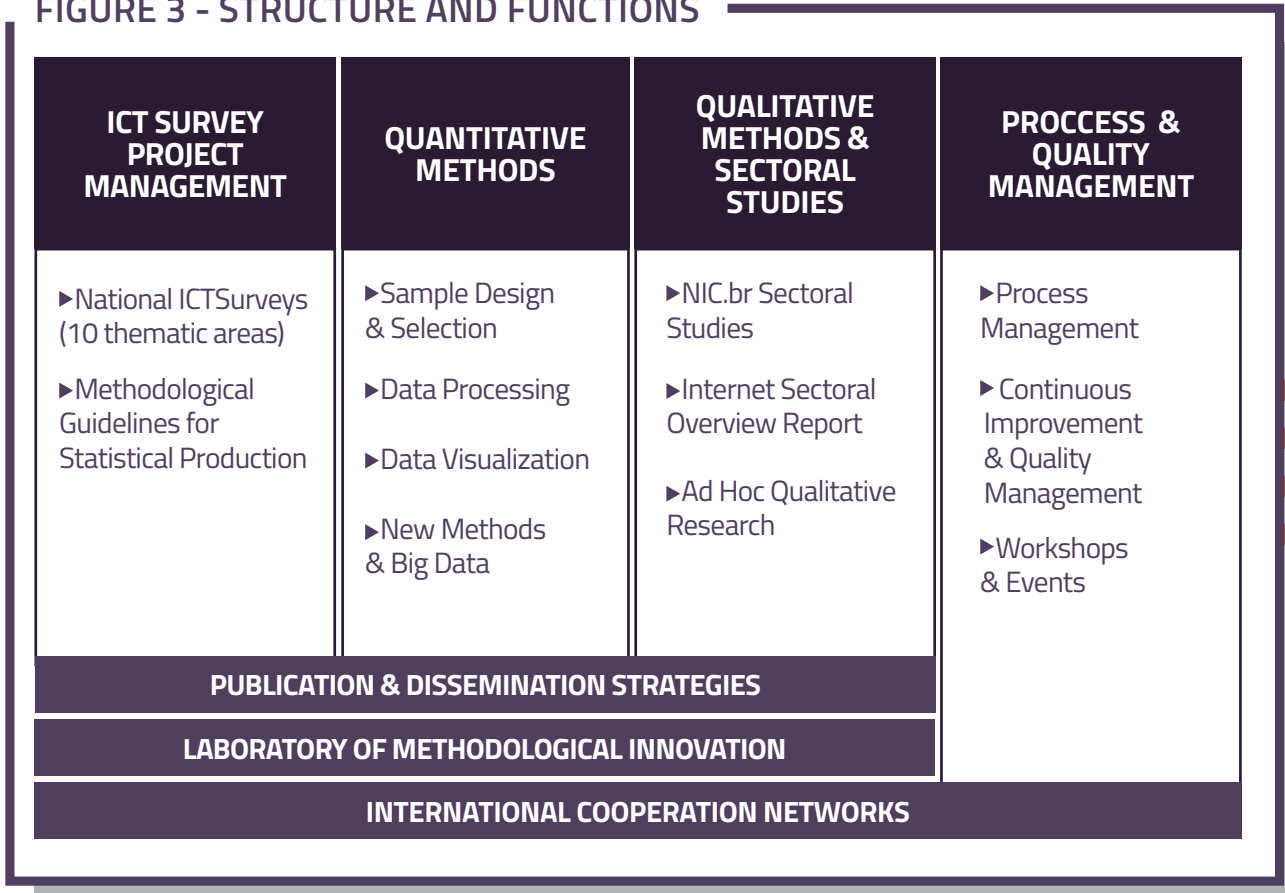 FIGURE 3 - STRUCTURE AND FUNCTIONS
ICT SURVEY
PROJECT
MANAGEMENT
▶National ICTSurveys
(10 thematic areas)
▶Methodological
Guidelines for
Statistical Production
QUANTITATIVE
METHODS
▶Sample Design
& Selection
▶Data Processing
▶Data Visualization
▶New Methods
& Big Data
QUALITATIVE
METHODS &
SECTORAL
STUDIES
▶NIC.br Sectoral
Studies
▶Internet Sectoral
Overview Report
▶Ad Hoc Qualitative
Research
PROCCESS &
QUALITY
MANAGEMENT
▶Process
Management
▶Continuous
Improvement
& Quality
Management
▶Workshops
& Events
PUBLICATION & DISSEMINATION STRATEGIES
LABORATORY OF METHODOLOGICAL INNOVATION
INTERNATIONAL COOPERATION NETWORKS